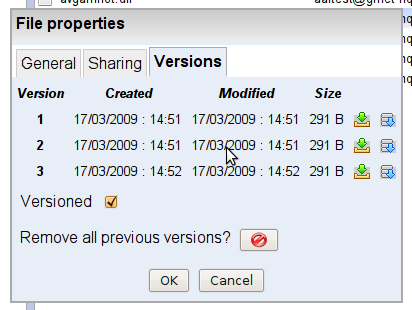 avgamnot.dll
File properties
General Sharing Versions
Version Created Modified Size
1 17/03/2009 : 14:51 17/03/2009 : 14:51 291 B
2 17/03/2009 : 14:51 17/03/2009 : 14:51 291 B
3 17/03/2009 : 14:52 17/03/2009 : 14:52 291 B
Versioned
Remove all previous versions?
OK Cancel